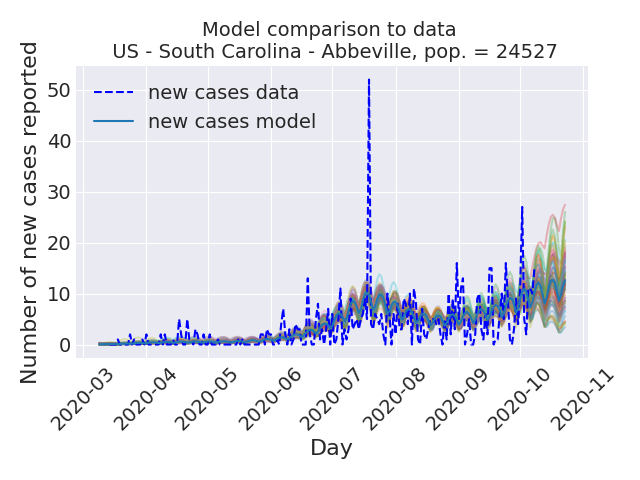 Model comparison to data
US - South Carolina - Abbeville, pop. = 24527
Number of new cases reported
50
40
30
20
10
0
new cases data
new cases model
2020-03
2020-04
2020-05
2020-06
2020-07
2020-08
2020-09
2020-10
2020-11
Day